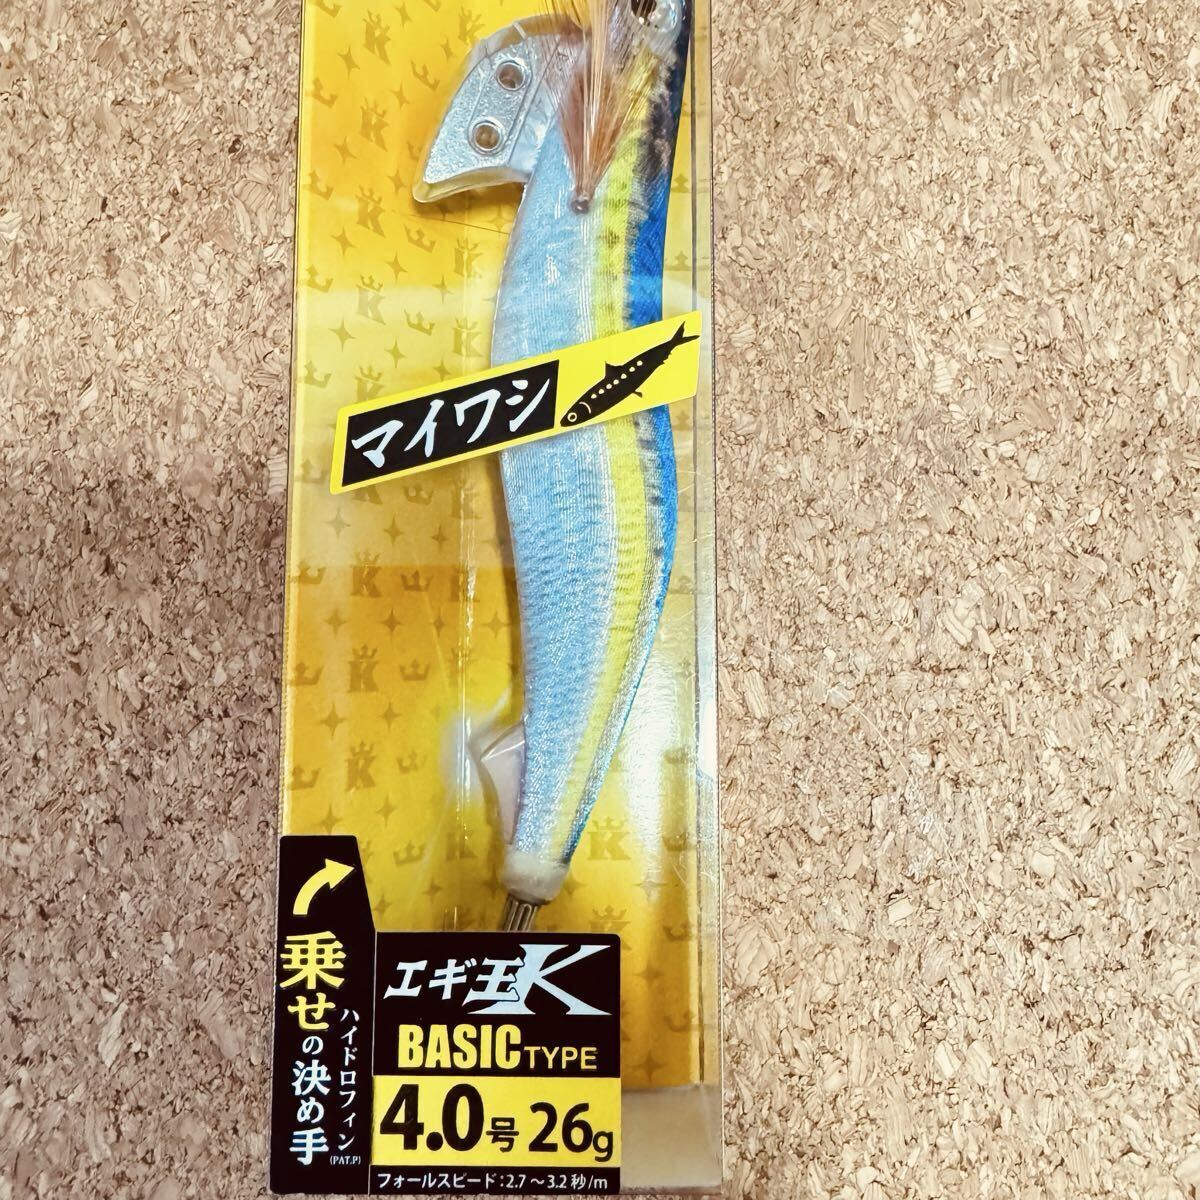 マイワシ
乗せの決め手
ハイドロフィン
(PAT.P)
エギ王K
BASIC TYPE
4.0号 26g
フォールスピード:2.7～3.2秒/m